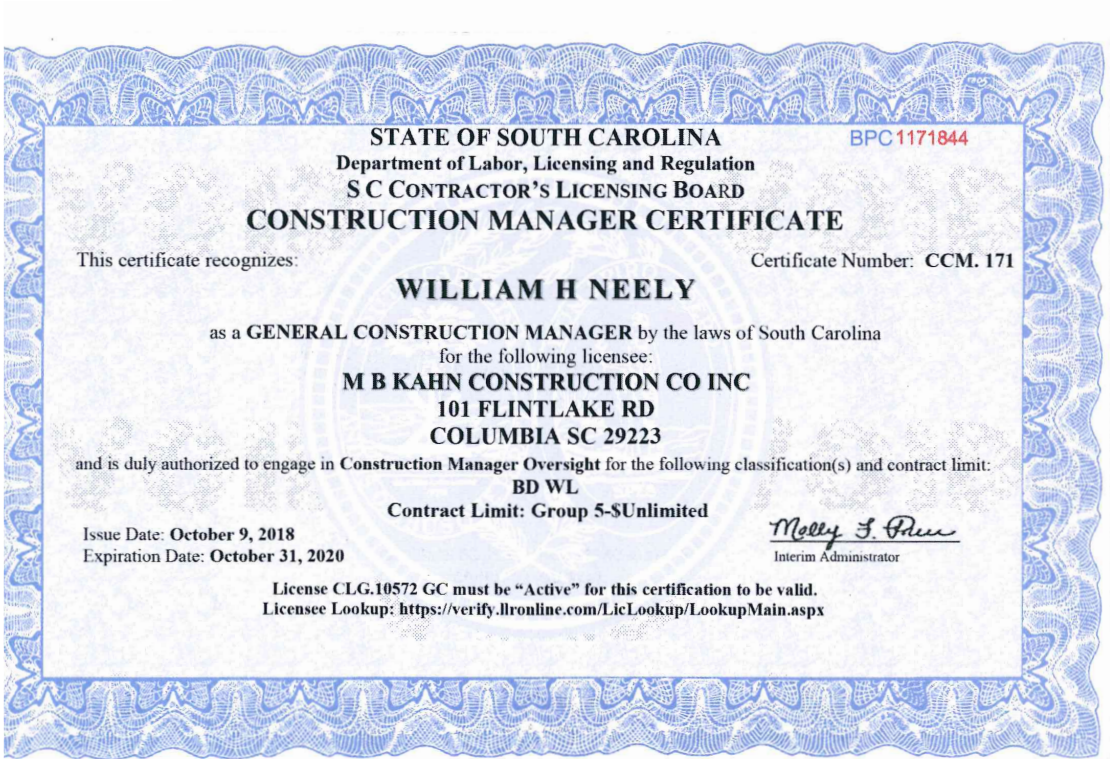 STATE OF SOUTH CAROLINA
BPC 1171844
Department of Labor, Licensing and Regulation
S C CONTRACTOR'S LICENSING BOARD
CONSTRUCTION MANAGER CERTIFICATE
This certificate recognizes:
Certificate Number: CCM. 171
WILLIAM H NEELY
as a GENERAL CONSTRUCTION MANAGER by the laws of South Carolina
for the following licensee:
M B KAHN CONSTRUCTION CO INC
101 FLINTLAKE RD
COLUMBIA SC 29223
and is duly authorized to engage in Construction Manager Oversight for the following classification(s) and contract limit:
BD WL
Contract Limit: Group 5-$Unlimited
Issue Date: October 9, 2018
Expiration Date: October 31, 2020
Molly F.
Interim Administrator
License CLG.10572 GC must be “Active” for this certification to be valid.
Licensee Lookup: https://verify.llronline.com/LicLookup/LookupMain.aspx